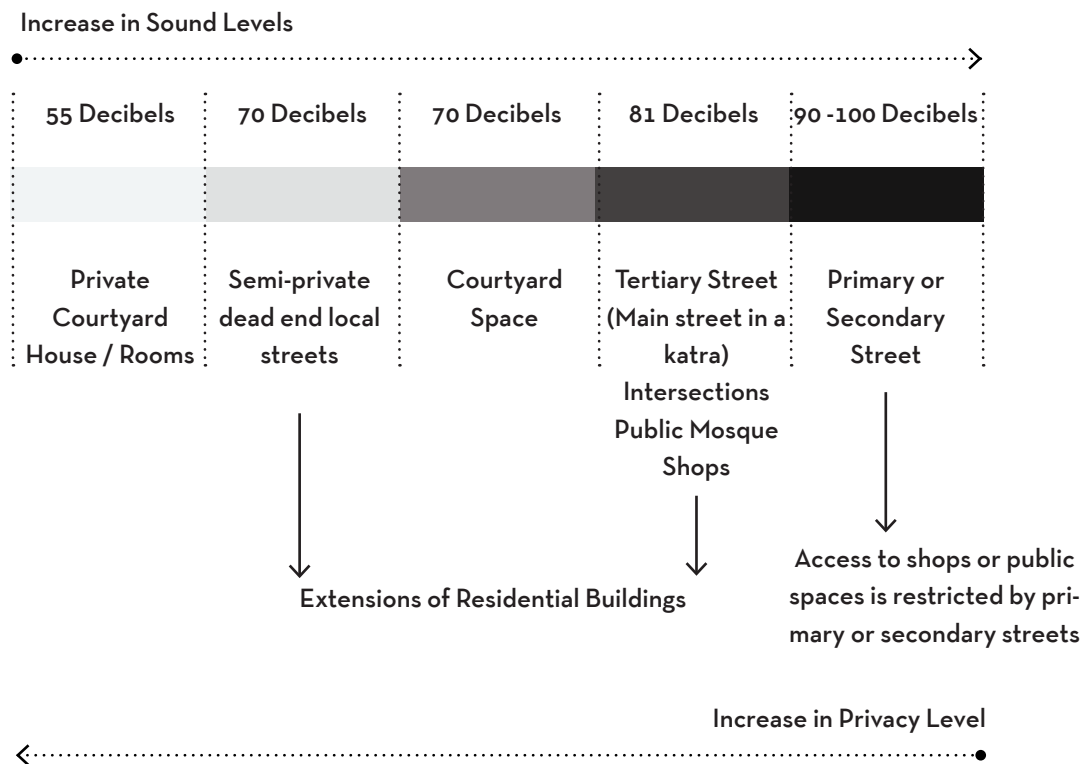 Increase in Sound Levels
55 Decibels
70 Decibels
70 Decibels
81 Decibels
90 -100 Decibels
Private
Courtyard
House / Rooms
Semi-private
dead end local
streets
Courtyard
Space
Tertiary Street
(Main street in a
katra)
Intersections
Public Mosque
Shops
Primary or
Secondary
Street
Extensions of Residential Buildings
Access to shops or public
spaces is restricted by pri-
mary or secondary streets
Increase in Privacy Level